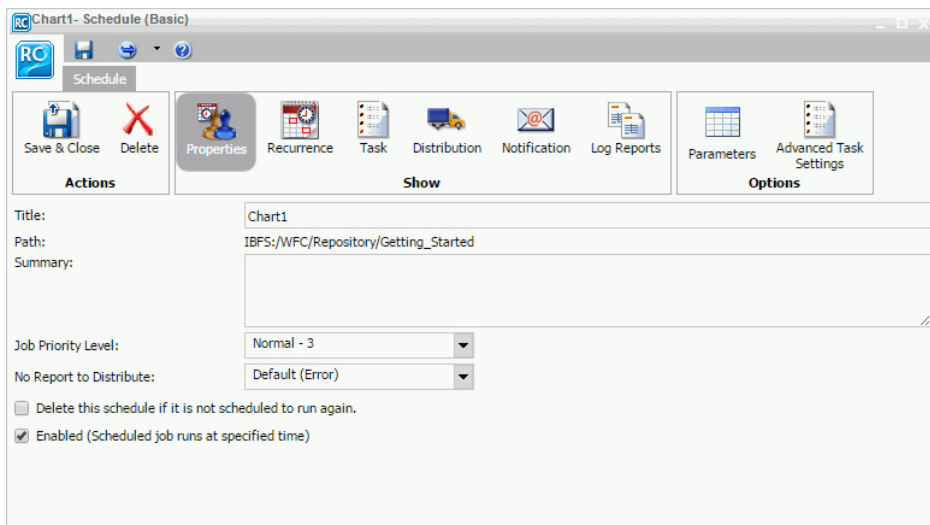 RC Chart1- Schedule (Basic)
RC
Schedule
Save & Close Delete Properties Recurrence Task Distribution Notification Log Reports Parameters Advanced Task Settings
Actions Show Options
Title: Chart1
Path: IBFS:/WFC/Repository/Getting_Started
Summary:
Job Priority Level: Normal - 3
No Report to Distribute: Default (Error)
Delete this schedule if it is not scheduled to run again.
Enabled (Scheduled job runs at specified time)